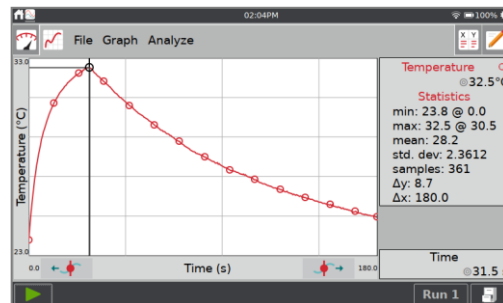 02:04PM
100%
File Graph Analyze
X Y
33.0
Temperature (°C)
23.0
0.0
Time (s)
180.0
Temperature
32.5°
Statistics
min: 23.8 @ 0.0
max: 32.5 @ 30.5
mean: 28.2
std. dev: 2.3612
samples: 361
Δy: 8.7
Δx: 180.0
Time
31.5
Run 1